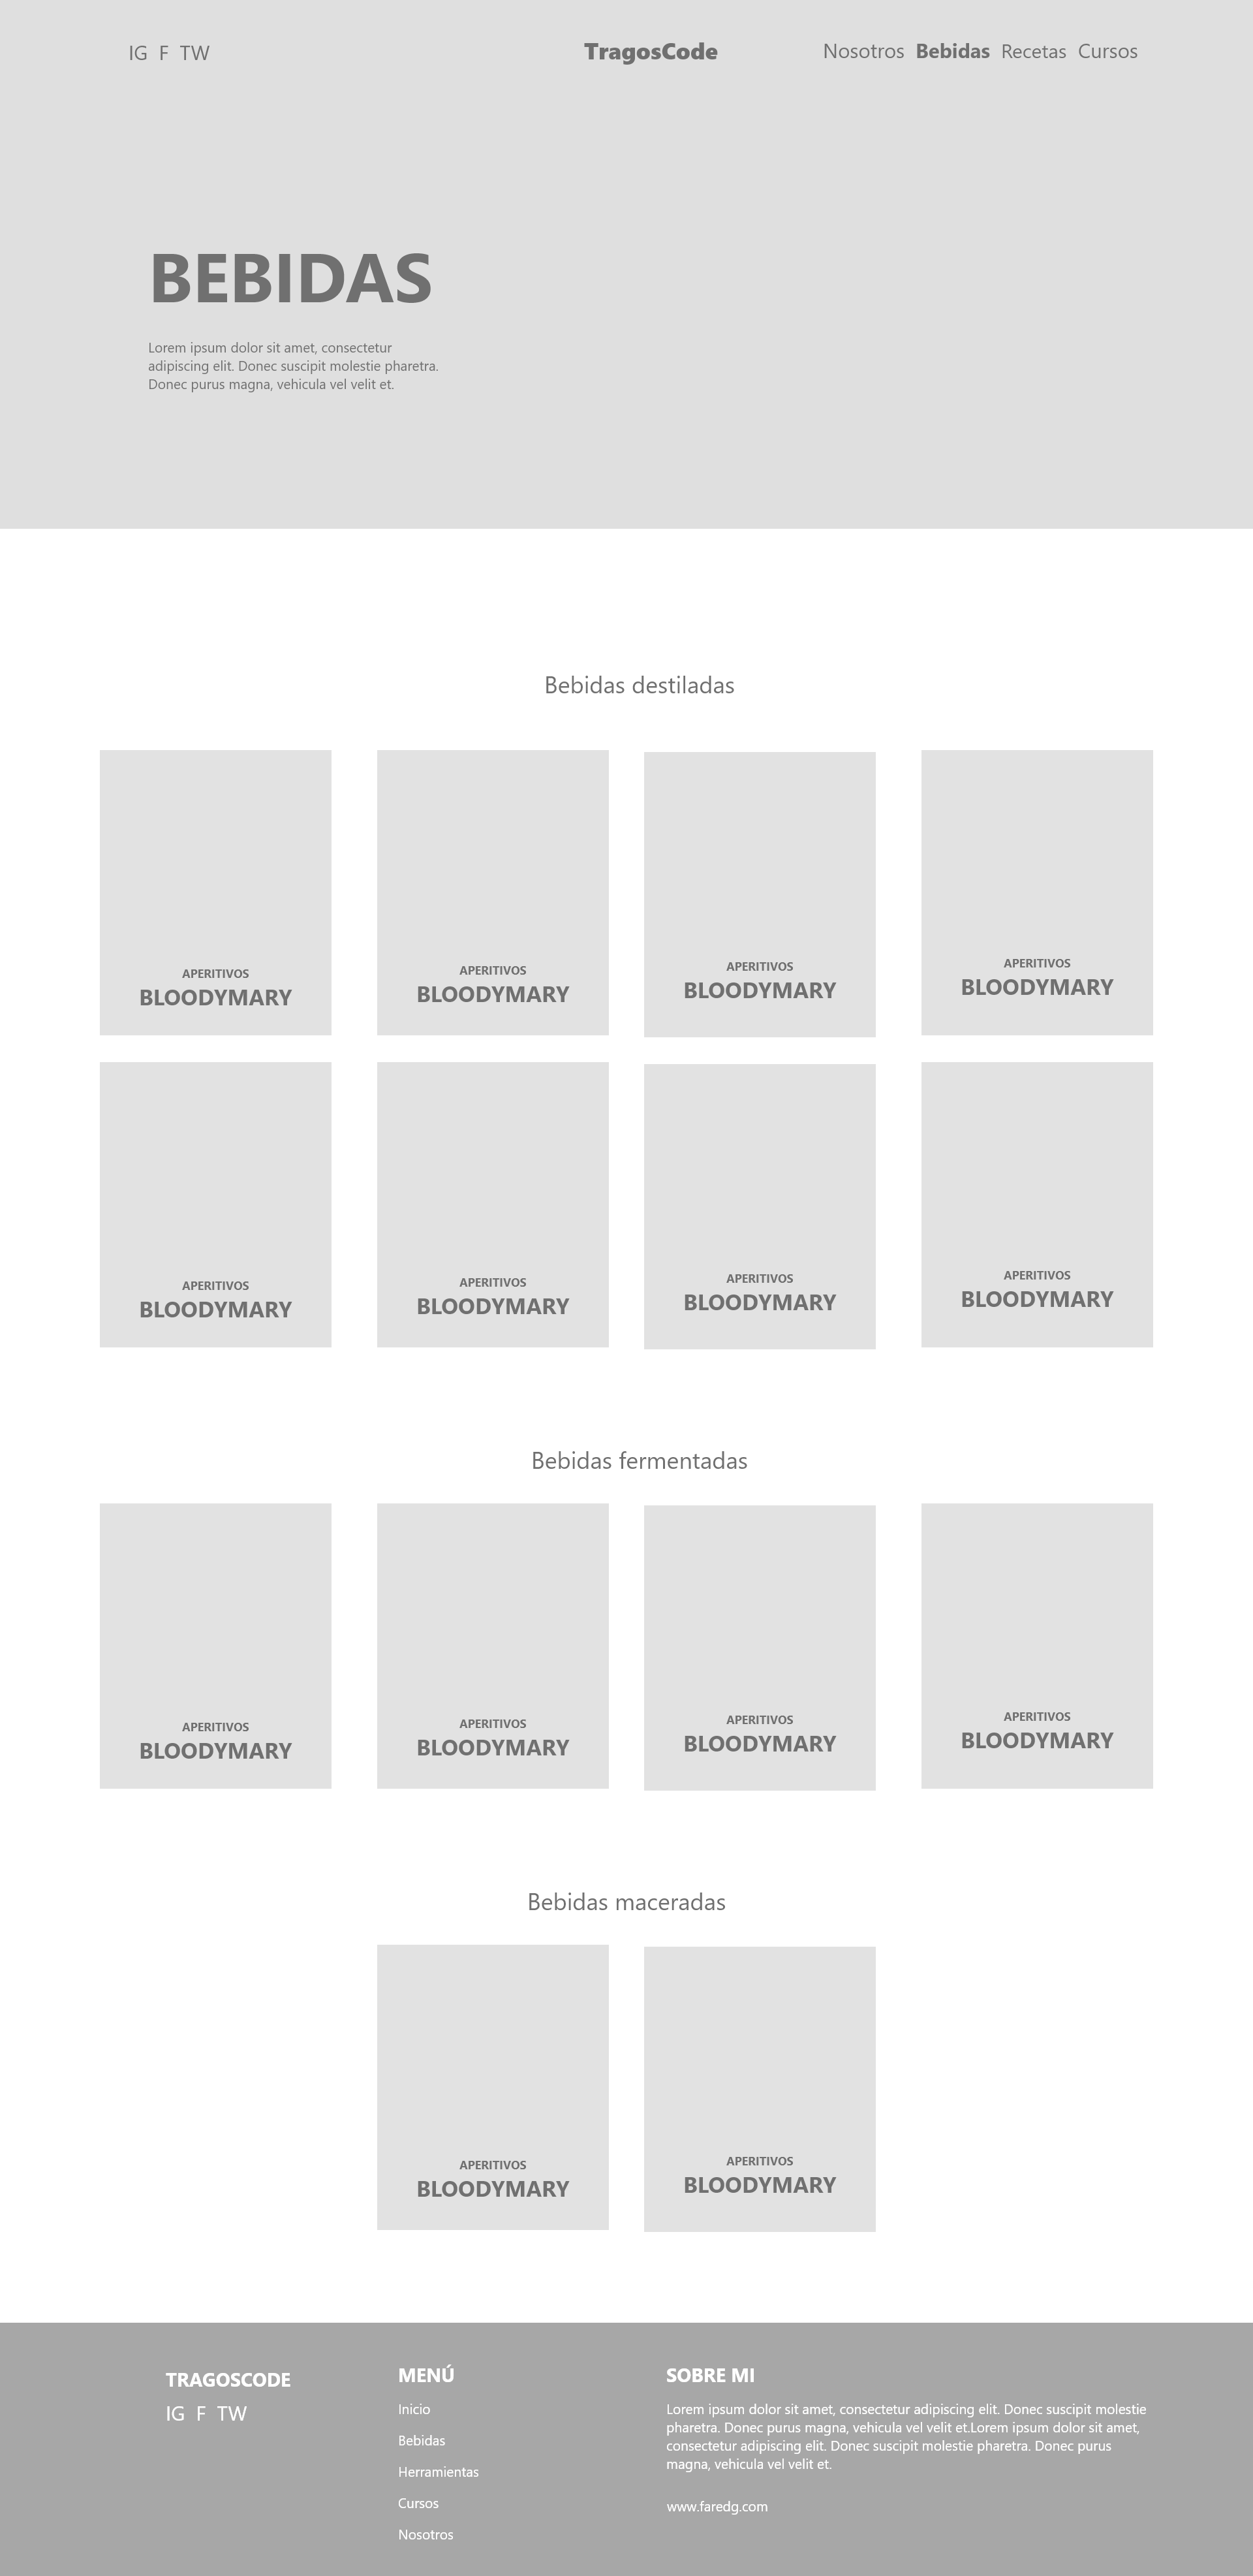 IG F TW
TragosCode
Nosotros Bebidas Recetas Cursos
BEBIDAS
Lorem ipsum dolor sit amet, consectetur
adipiscing elit. Donec suscipit molestie pharetra.
Donec purus magna, vehicula vel velit et.
Bebidas destiladas
APERITIVOS
BLOODYMARY
APERITIVOS
BLOODYMARY
APERITIVOS
BLOODYMARY
APERITIVOS
BLOODYMARY
APERITIVOS
BLOODYMARY
APERITIVOS
BLOODYMARY
APERITIVOS
BLOODYMARY
APERITIVOS
BLOODYMARY
Bebidas fermentadas
APERITIVOS
BLOODYMARY
APERITIVOS
BLOODYMARY
APERITIVOS
BLOODYMARY
APERITIVOS
BLOODYMARY
Bebidas maceradas
APERITIVOS
BLOODYMARY
APERITIVOS
BLOODYMARY
TRAGOSCODE
IG F TW
MENÚ
Inicio
Bebidas
Herramientas
Cursos
Nosotros
SOBRE MI
Lorem ipsum dolor sit amet, consectetur adipiscing elit. Donec suscipit molestie
pharetra. Donec purus magna, vehicula vel velit et.Lorem ipsum dolor sit amet,
consectetur adipiscing elit. Donec suscipit molestie pharetra. Donec purus
magna, vehicula vel velit et.
www.faredg.com